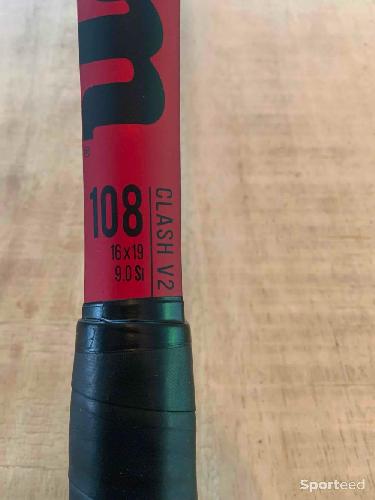 m
®
108
16x19
9.0 Si
CLASH V2
Sporteed